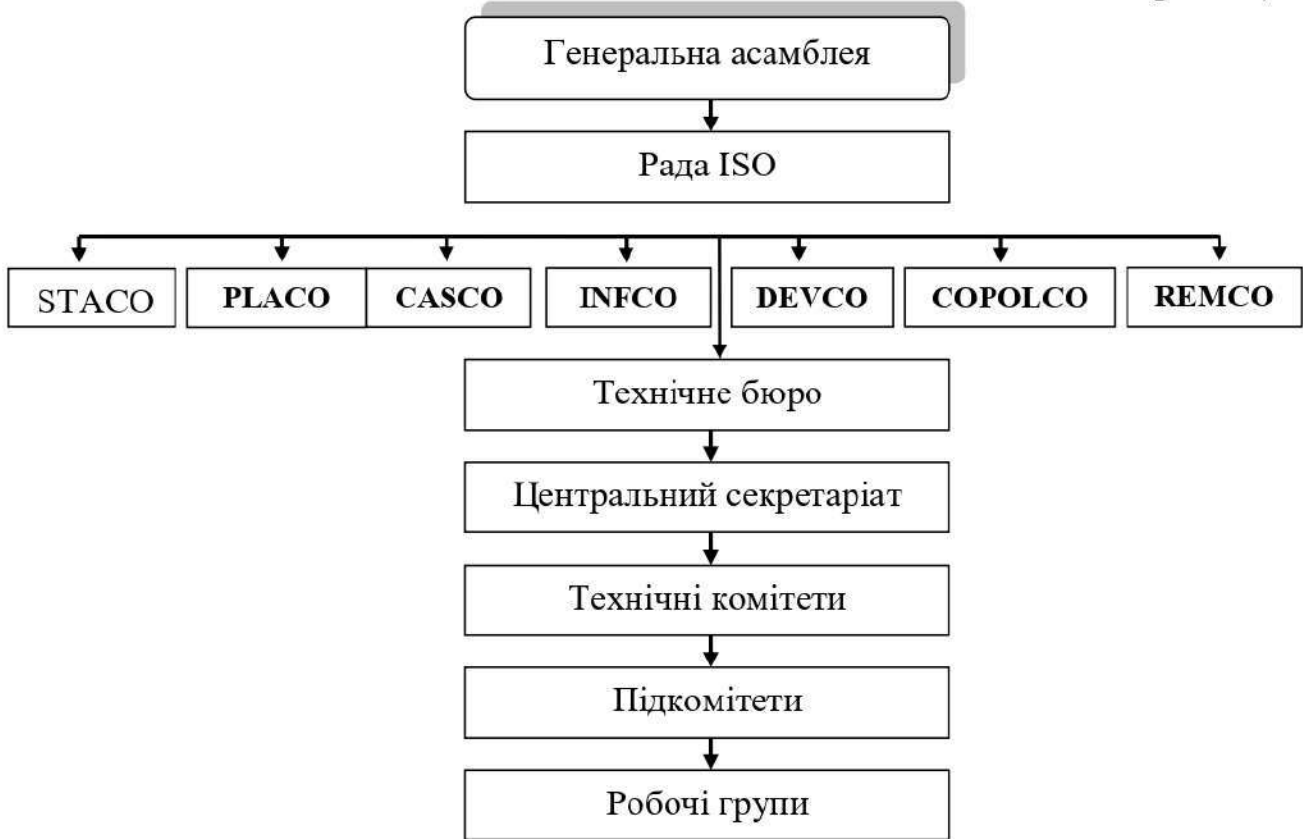 Генеральна асамблея
Рада ISO
STACO PLACO CASCO INFCO DEVCO COPOLCO REMCO
Технічне бюро
Центральний секретаріат
Технічні комітети
Підкомітети
Робочі групи